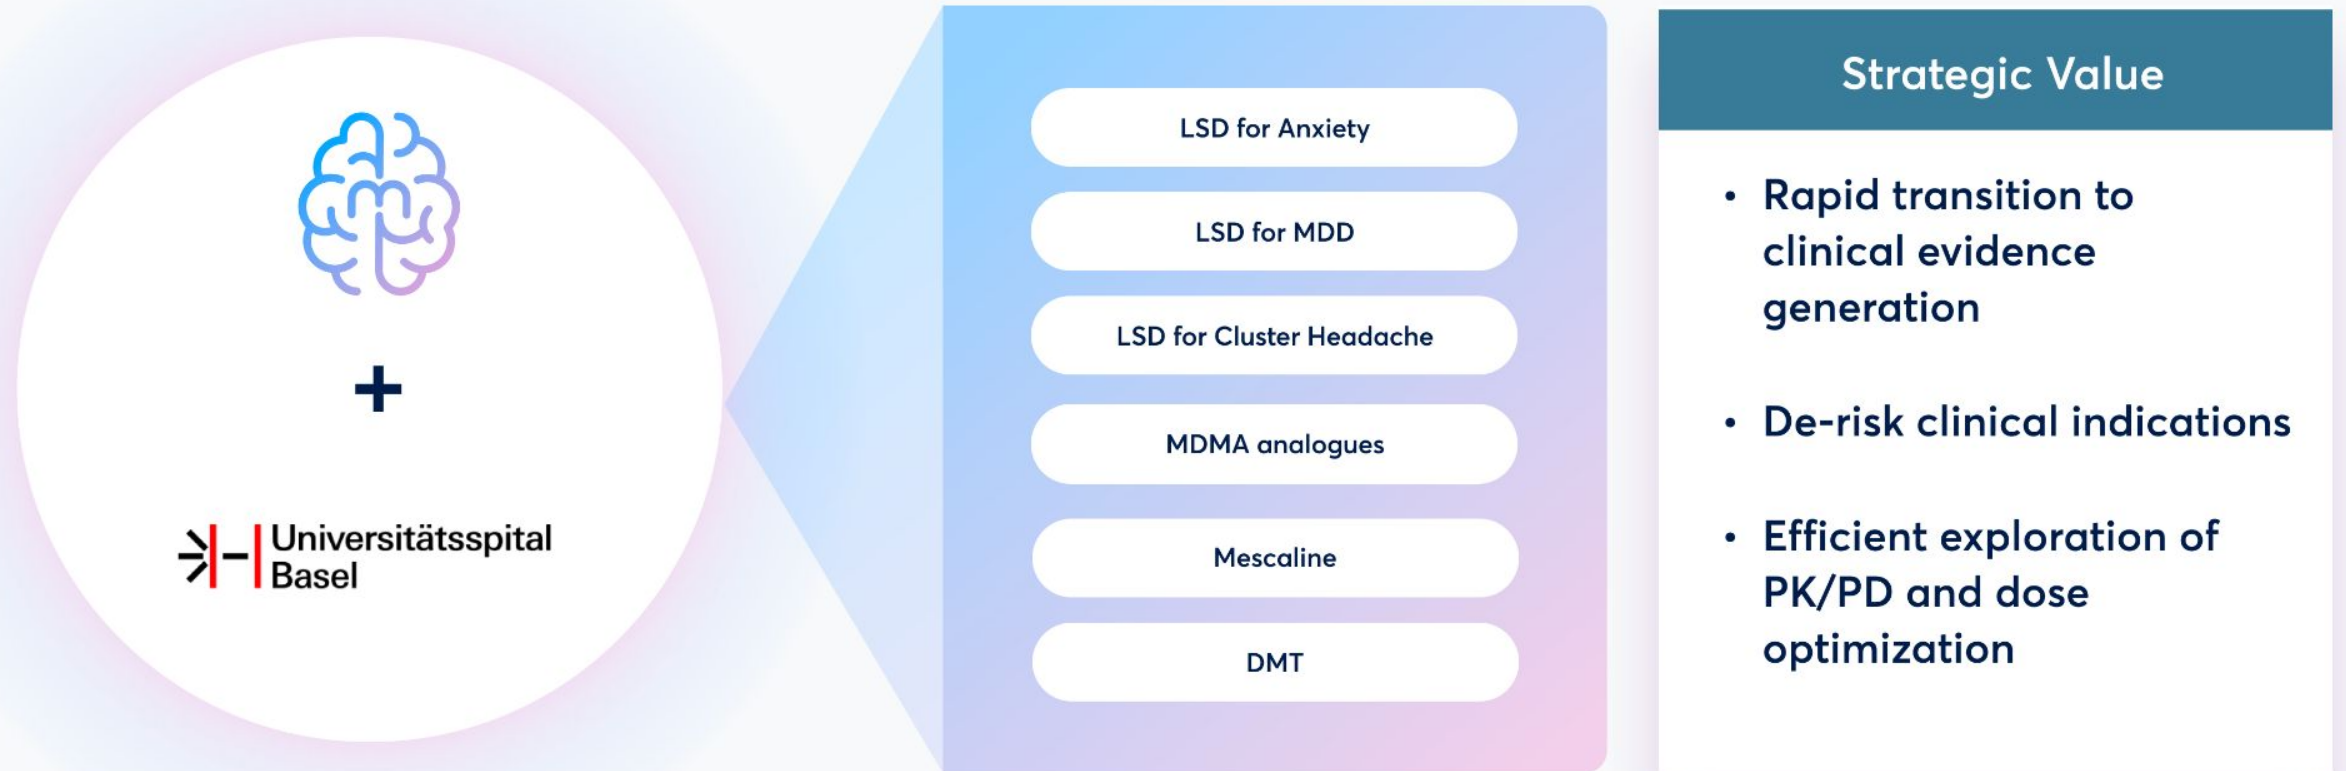 +
Universitätsspital
Basel
LSD for Anxiety
LSD for MDD
LSD for Cluster Headache
MDMA analogues
Mescaline
DMT
Strategic Value
• Rapid transition to
clinical evidence
generation
• De-risk clinical indications
• Efficient exploration of
PK/PD and dose
optimization